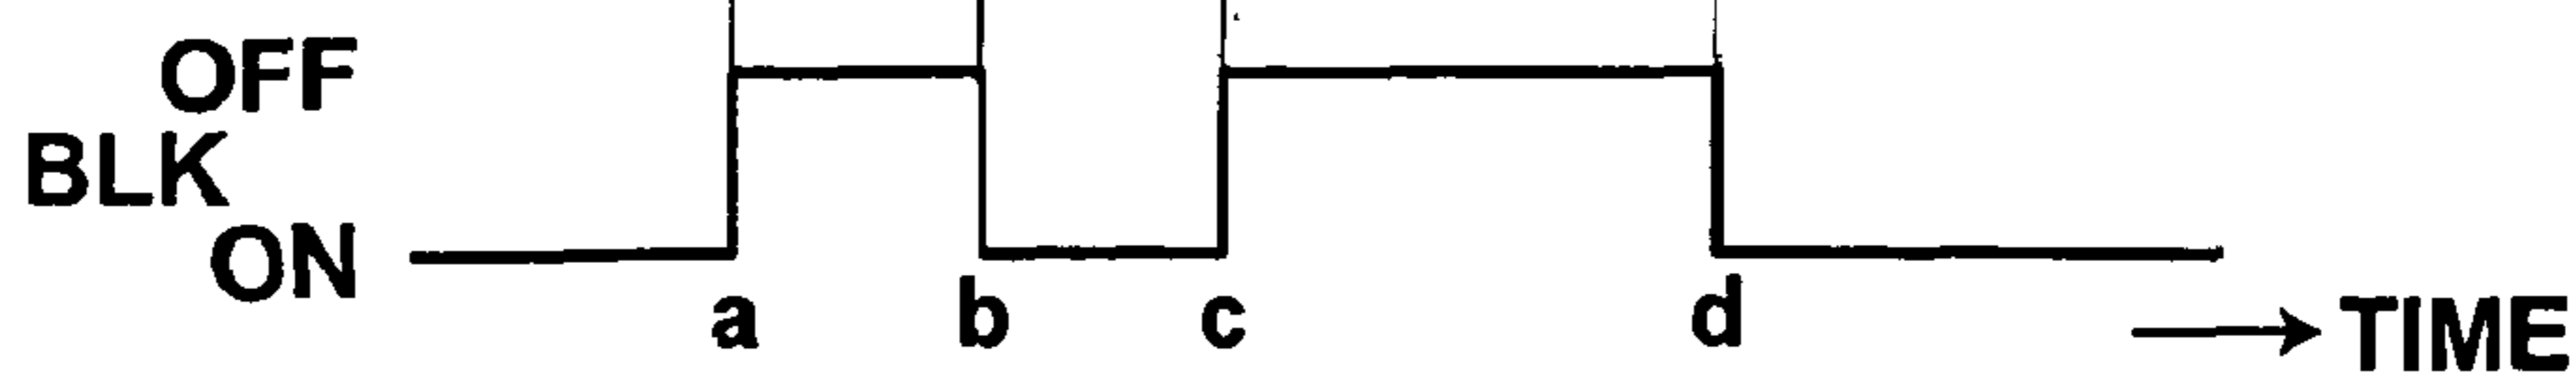 OFF
BLK
ON
a b c d
TIME